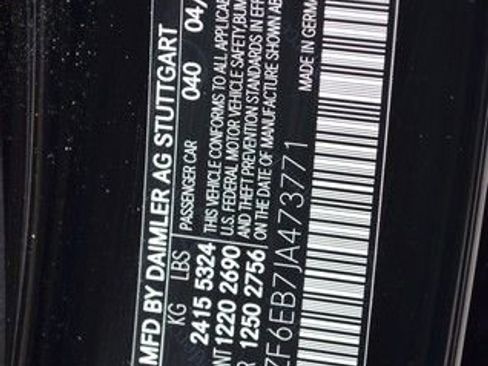 MFD BY DAIMLER AG STUTTGART
KG LBS
2415 5324
1220 2690
1250 2756
PASSENGER CAR 040 04/
THIS VEHICLE CONFORMS TO ALL
U.S. FEDERAL MOTOR VEHICLE SAFETY,
AND THEFT PREVENTION STANDARDS IN
ON THE DATE OF MANUFACTURE SHOWN
MADE IN
ZF6EB7JA473771